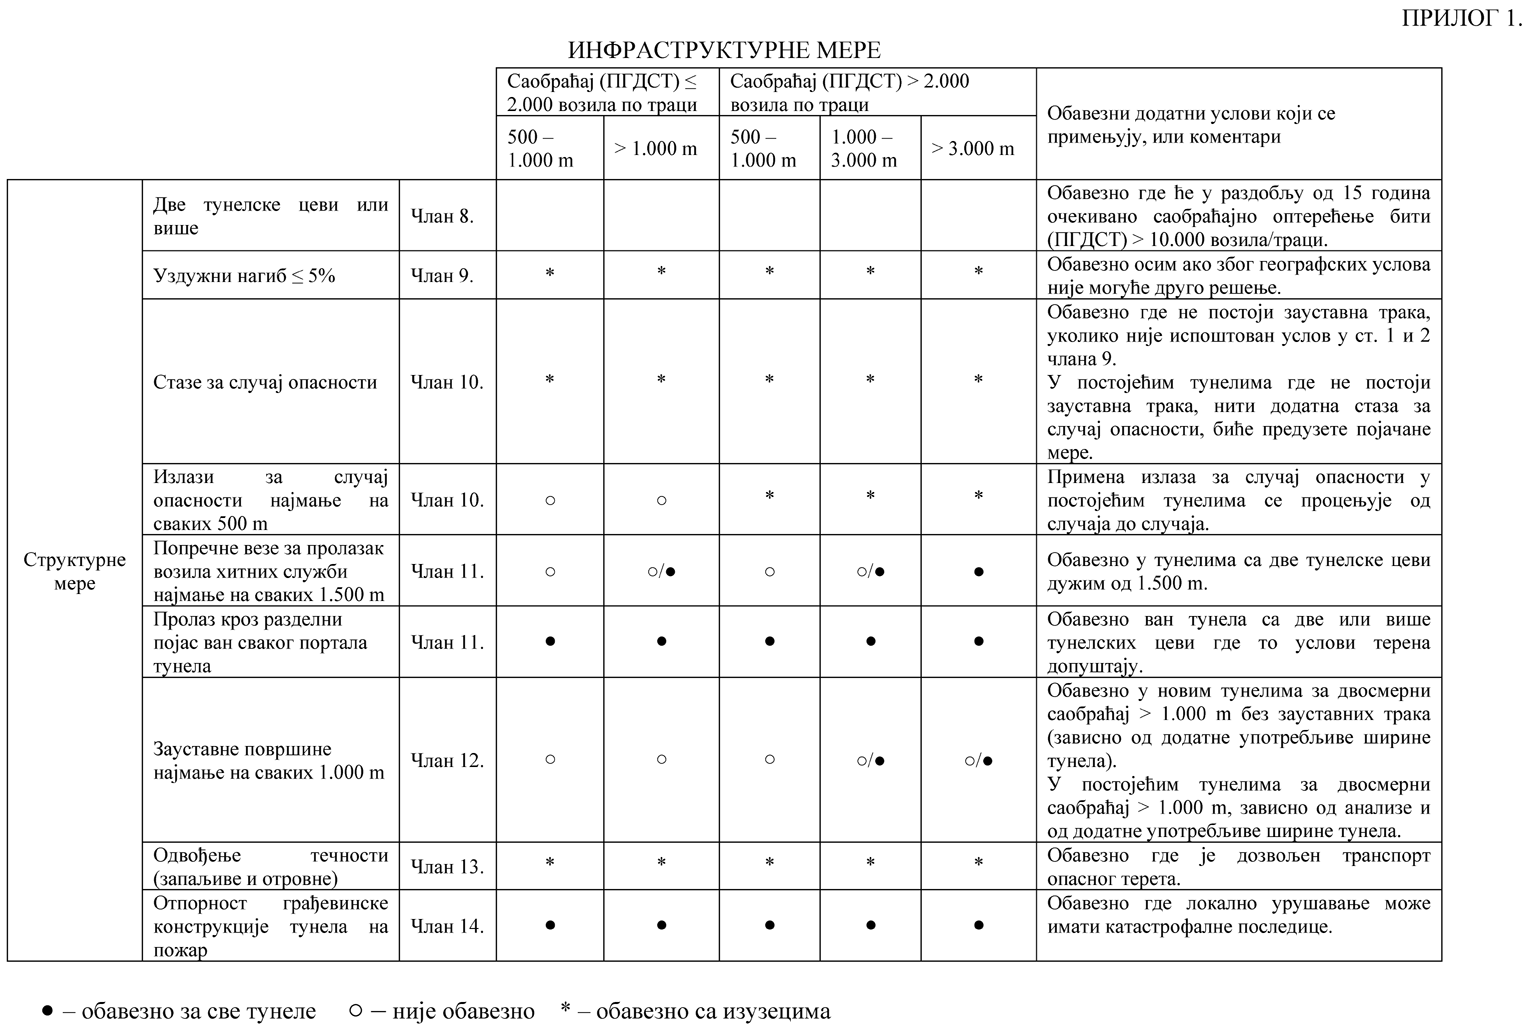 ПРИЛОГ 1.
ИНФРАСТРУКТУРНЕ МЕРЕ
Саобраћај (ПГДСТ) ≤
2.000 возила по траци
Саобраћај (ПГДСТ) > 2.000
возила по траци
Обавезни додатни услови који се
примењују, или коментари
500 –
1.000 m
> 1.000 m
500 –
1.000 m
1.000 –
3.000 m
> 3.000 m
Структурне
мере
Две тунелске цеви или
више
Члан 8.
Обавезно где ће у раздобљу од 15 година
очекивано саобраћајно оптерећење бити
(ПГДСТ) > 10.000 возила/траци.
Уздужни нагиб ≤ 5%
Члан 9.
* * * * *
Обавезно осим ако због географских услова
није могуће друго решење.
Стазе за случај опасности
Члан 10.
* * * * *
Обавезно где не постоји зауставна трака,
уколико није испоштован услов у ст. 1 и 2
члана 9.
У постојећим тунелима где не постоји
зауставна трака, нити додатна стаза за
случај опасности, биће предузете појачане
мере.
Излази за случај
опасности најмање на
сваких 500 m
Члан 10.
○ ○ * * *
Примена излаза за случај опасности у
постојећим тунелима се процењује од
случаја до случаја.
Попречне везе за пролазак
возила хитних служби
најмање на сваких 1.500 m
Члан 11.
○ ○/● ○ ○/● ●
Обавезно у тунелима са две тунелске цеви
дужим од 1.500 m.
Пролаз кроз разделни
појас ван сваког портала
тунела
Члан 11.
● ● ● ● ●
Обавезно ван тунела са две или више
тунелских цеви где то услови терена
допуштају.
Зауставне површине
најмање на сваких 1.000 m
Члан 12.
○ ○ ○ ○/● ○/●
Обавезно у новим тунелима за двосмерни
саобраћај > 1.000 m без зауставних трака
(зависно од додатне употребљиве ширине
тунела).
У постојећим тунелима за двосмерни
саобраћај > 1.000 m, зависно од анализе и
од додатне употребљиве ширине тунела.
Одвођење течности
(запаљиве и отровне)
Члан 13.
* * * * *
Обавезно где је дозвољен транспорт
опасног терета.
Отпорност грађевинске
конструкције тунела на
пожар
Члан 14.
● ● ● ● ●
Обавезно где локално урушавање може
имати катастрофалне последице.
● – обавезно за све тунеле ○ – није обавезно * – обавезно са изузецима